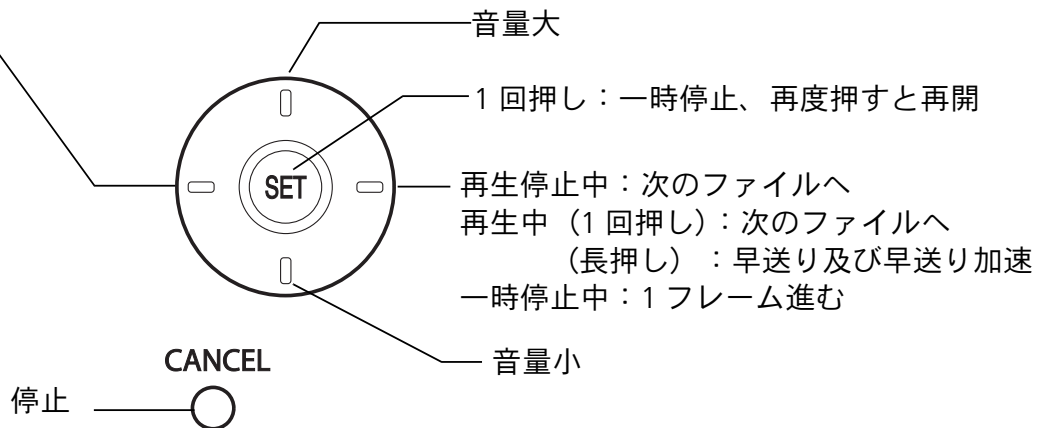 音量大
1 回押し：一時停止、再度押すと再開
SET
再生停止中：次のファイルへ
再生中（1 回押し）：次のファイルへ
（長押し）：早送り及び早送り加速
一時停止中：1 フレーム進む
音量小
CANCEL
停止